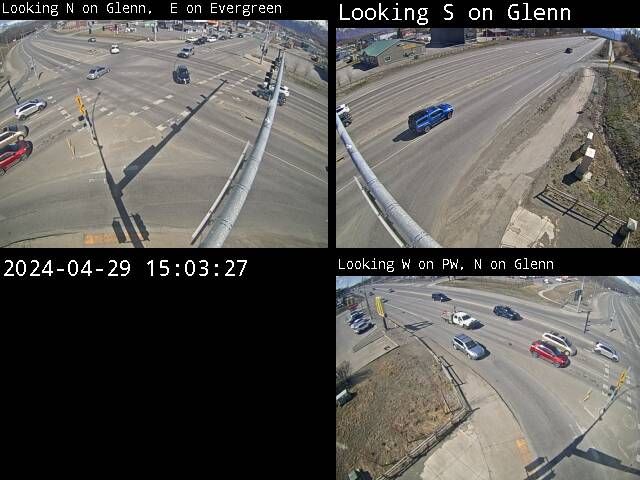 Looking N on Glenn, E on Evergreen
Looking S on Glenn
2024-04-29 15:03:27
Looking W on PW, N on Glenn